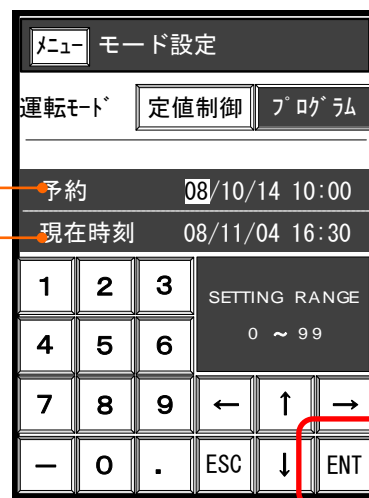 ﾒﾆｭｰ モード設定
運転ﾓｰﾄﾞ 定値制御 ﾌﾟﾛｸﾞﾗﾑ
予約 08/10/14 10:00
現在時刻 08/11/04 16:30
1 2 3 SETTING RANGE
4 5 6 0 ~ 99
7 8 9 ← ↑ →
− 0 . ESC ↓ ENT